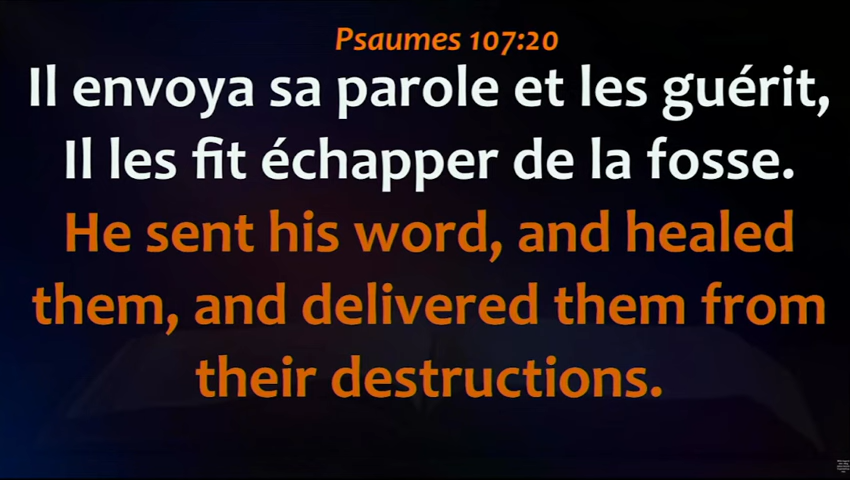 Psaumes 107:20
Il envoya sa parole et les guérit,
Il les fit échapper de la fosse.
He sent his word, and healed
them, and delivered them from
their destructions.